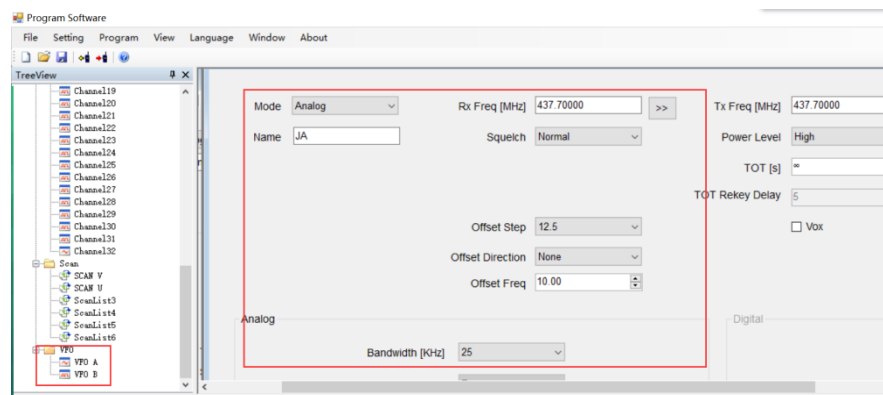 Program Software
File Setting Program View Language Window About
TreeView
Channel19
Channel20
Channel21
Channel22
Channel23
Channel24
Channel25
Channel26
Channel27
Channel28
Channel29
Channel30
Channel31
Channel32
Scan
SCAN V
SCAN U
ScanList3
ScanList4
ScanList5
ScanList6
VFO
VFO A
VFO B
Mode Analog Rx Freq [MHz] 437.70000 >> Tx Freq [MHz] 437.70000
Name JA Squelch Normal Power Level High
TOT [s] ∞
TOT Rekey Delay 5
Offset Step 12.5 Vox
Offset Direction None
Offset Freq 10.00
Analog Digital
Bandwidth [KHz] 25